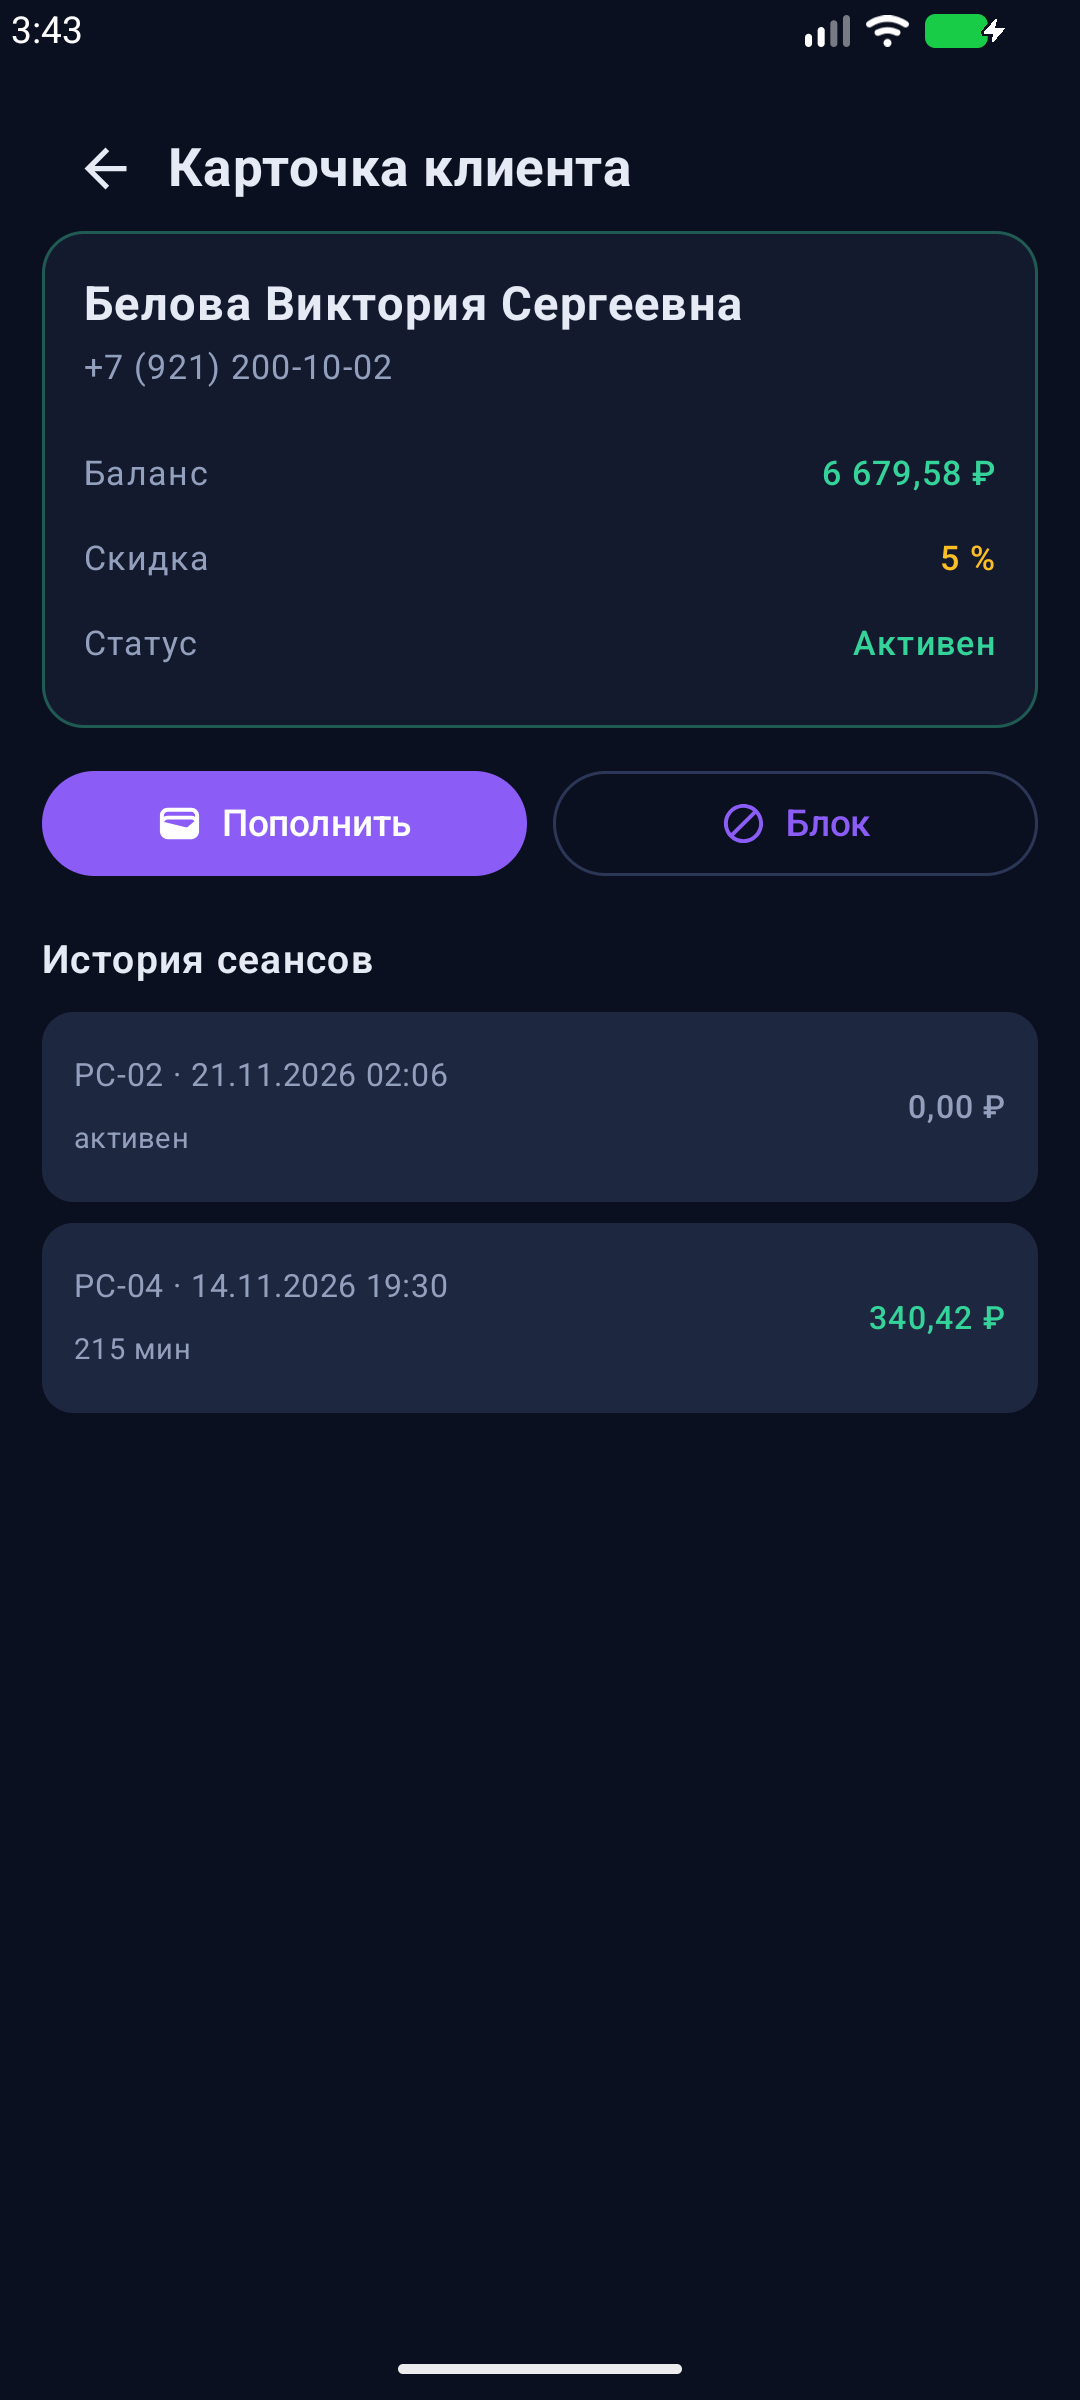 3:43
Карточка клиента
Белова Виктория Сергеевна
+7 (921) 200-10-02
Баланс 6 679,58 ₽
Скидка 5 %
Статус Активен
Пополнить Блок
История сеансов
PC-02 · 21.11.2026 02:06
0,00 ₽
активен
PC-04 · 14.11.2026 19:30
340,42 ₽
215 мин